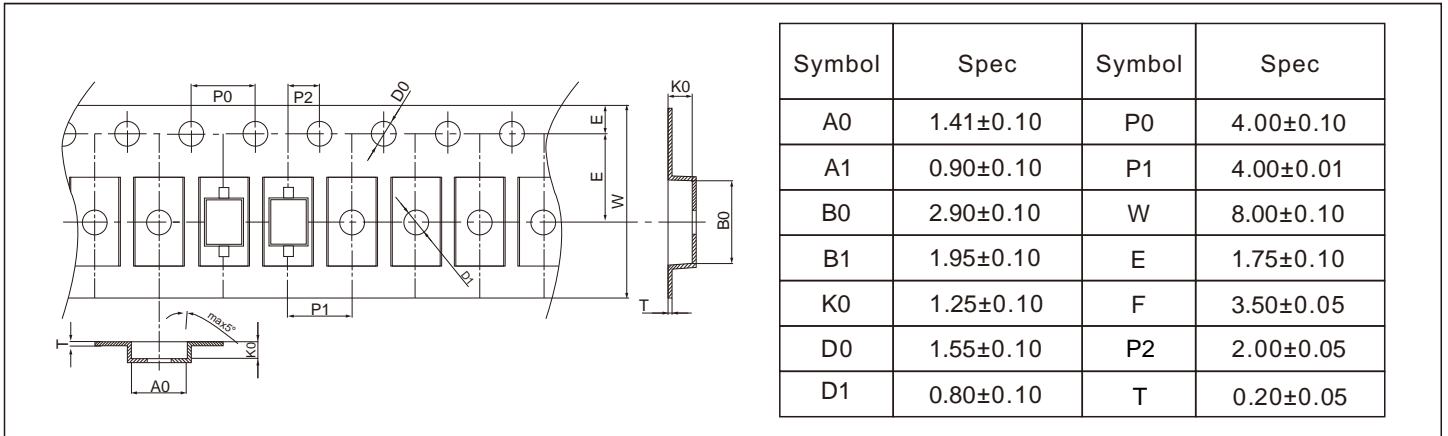 P0
P2
D0
E
E
W
D1
P1
T
max5°
K0
A0
K0
B0
T
Symbol Spec Symbol Spec
A0 1.41±0.10 P0 4.00±0.10
A1 0.90±0.10 P1 4.00±0.01
B0 2.90±0.10 W 8.00±0.10
B1 1.95±0.10 E 1.75±0.10
K0 1.25±0.10 F 3.50±0.05
D0 1.55±0.10 P2 2.00±0.05
D1 0.80±0.10 T 0.20±0.05